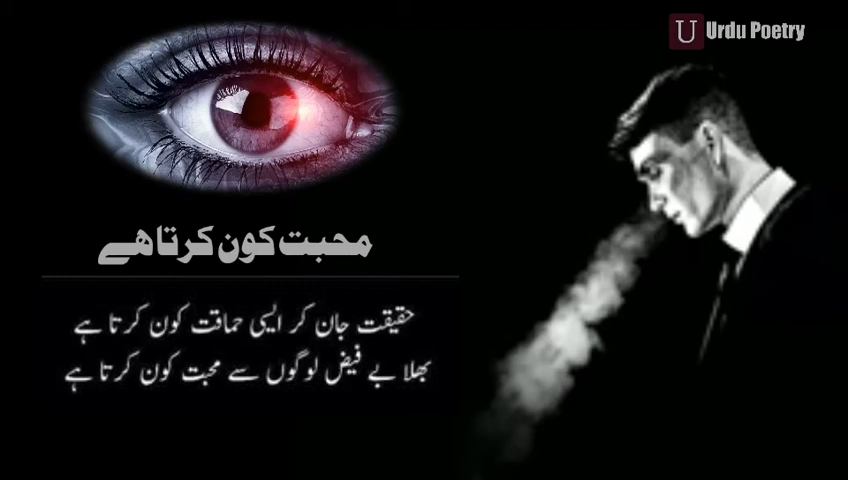 U Urdu Poetry
محبت کون کرتا ھے
حقیقت جان کر ایسی حماقت کون کرتا ہے
بھلا بے فیض لوگوں سے محبت کون کرتا ہے